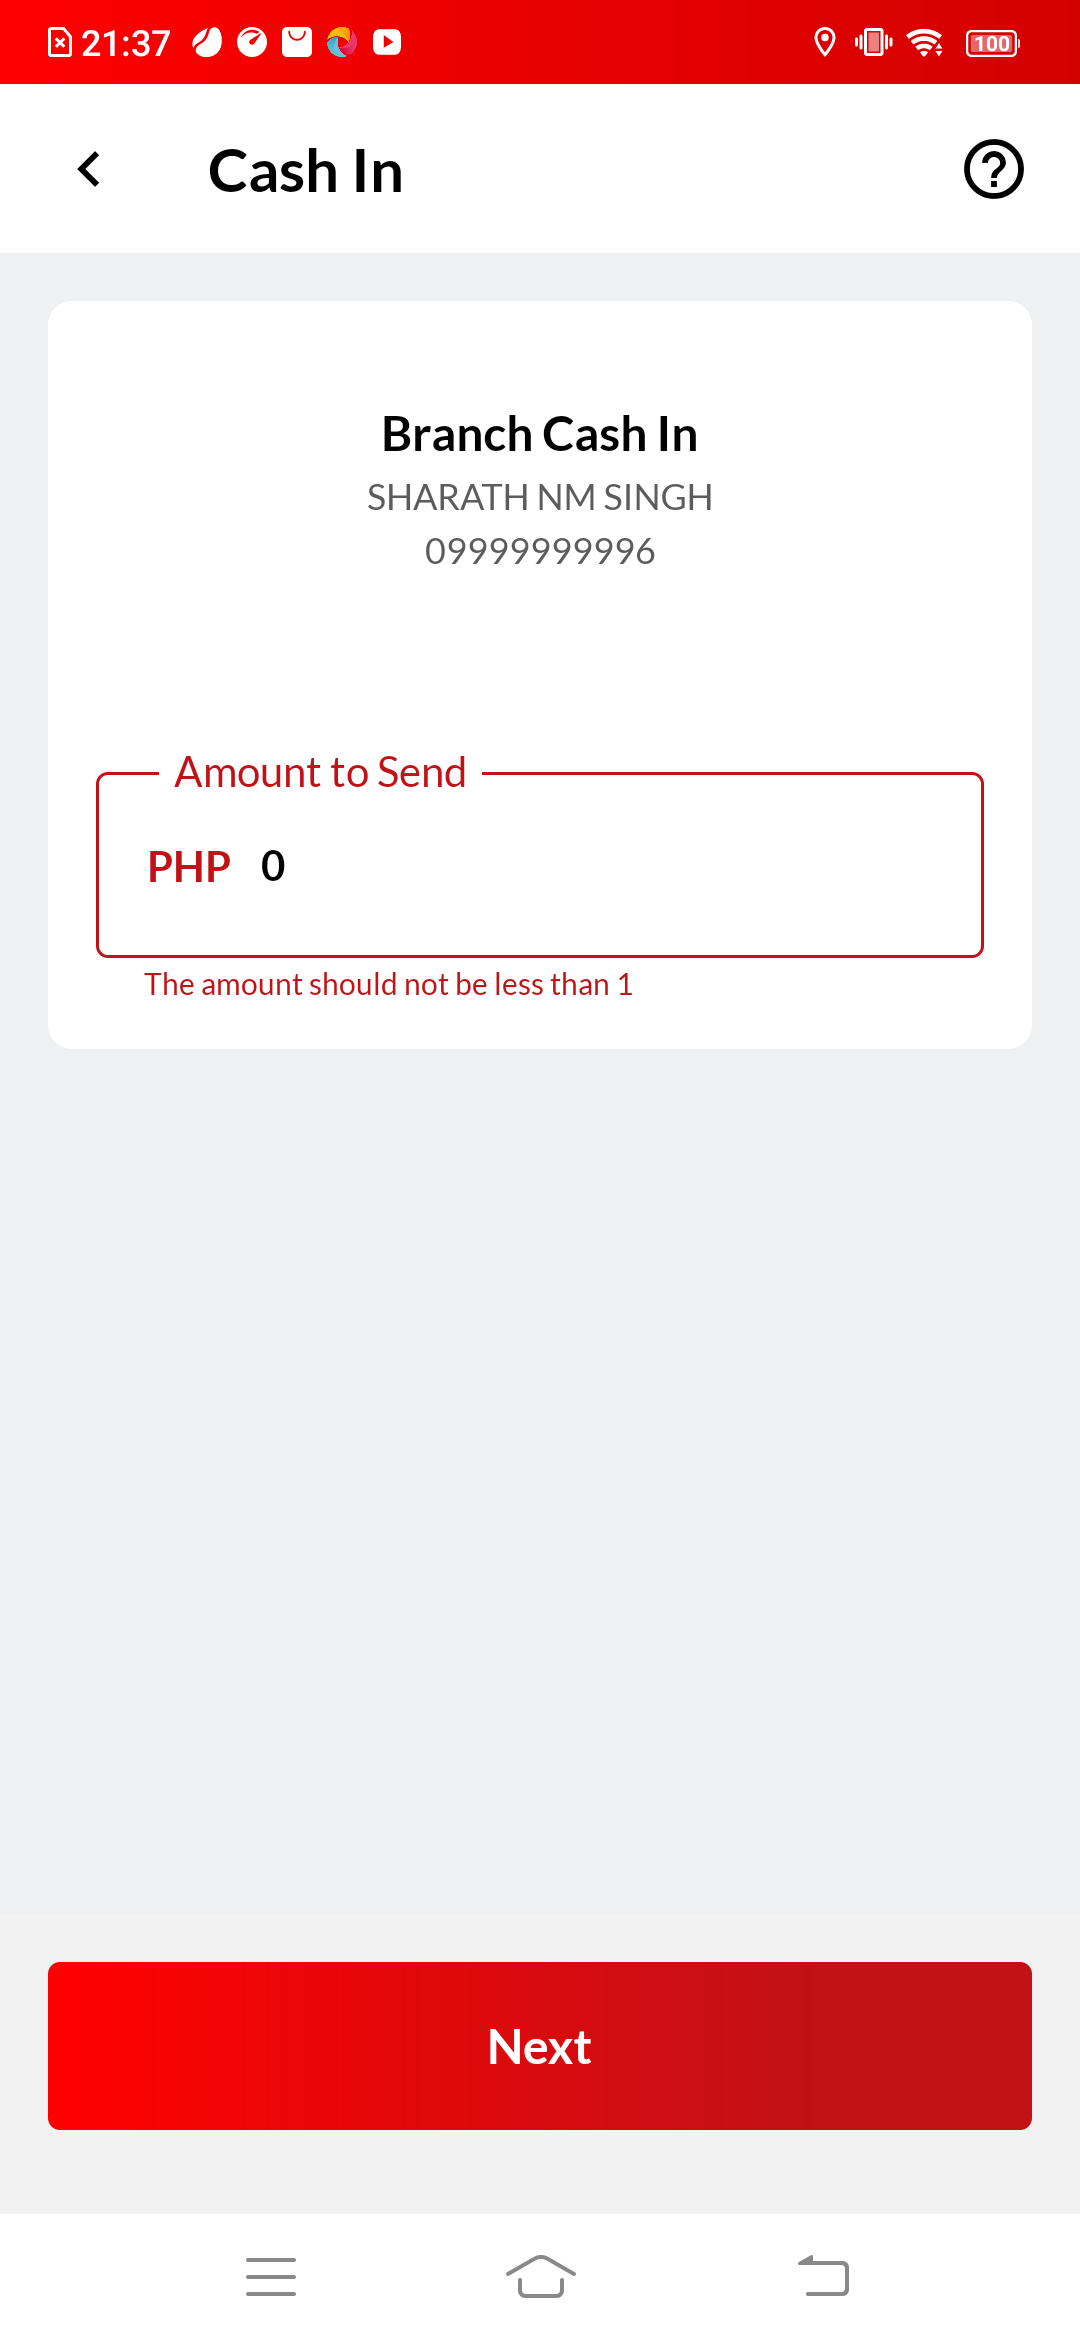 21:37
100
Cash In
Branch Cash In
SHARATH NM SINGH
09999999996
Amount to Send
PHP 0
The amount should not be less than 1
Next